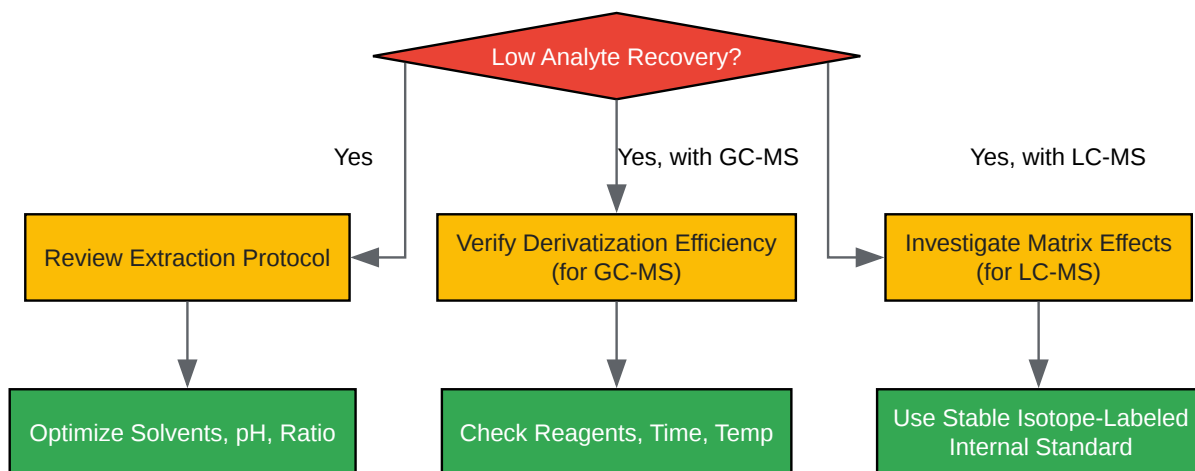 Low Analyte Recovery?
Yes
Yes, with GC-MS
Yes, with LC-MS
Review Extraction Protocol
Verify Derivatization Efficiency
(for GC-MS)
Investigate Matrix Effects
(for LC-MS)
Optimize Solvents, pH, Ratio
Check Reagents, Time, Temp
Use Stable Isotope-Labeled
Internal Standard